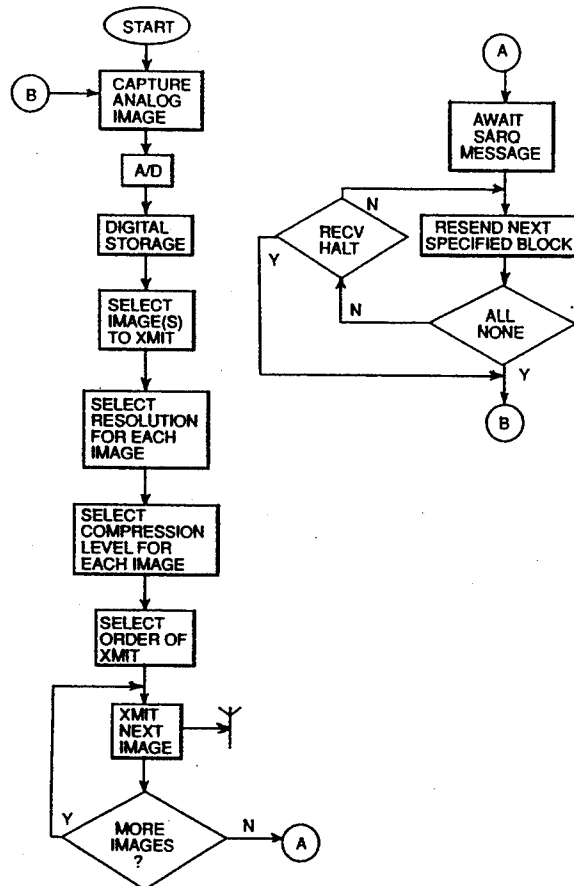 START
B
CAPTURE
ANALOG
IMAGE
A/D
DIGITAL
STORAGE
SELECT
IMAGE(S)
TO XMIT
SELECT
RESOLUTION
FOR EACH
IMAGE
SELECT
COMPRESSION
LEVEL FOR
EACH IMAGE
SELECT
ORDER OF
XMIT
XMIT
NEXT
IMAGE
Y
MORE
IMAGES
?
N
A
A
AWAIT
SARQ
MESSAGE
N
RECV
HALT
Y
RESEND NEXT
SPECIFIED BLOCK
N
ALL
NONE
Y
B